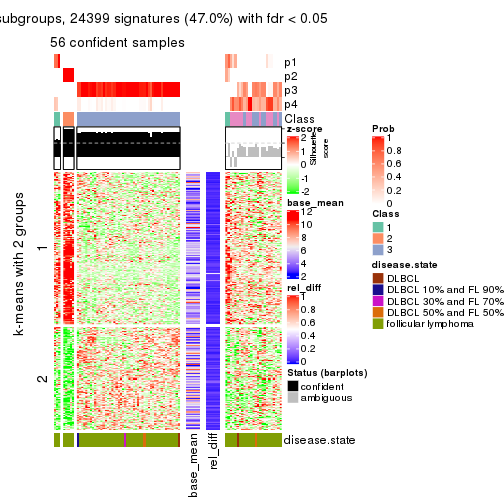 subgroups, 24399 signatures (47.0%) with fdr < 0.05
56 confident samples
p1
p2
p3
p4
Class
Silhouette
score
k-means with 2 groups
1
2
base_mean
rel_diff
disease.state
z-score
2
1
0
-1
-2
base_mean
12
10
8
6
4
2
rel_diff
1
0.8
0.6
0.4
0.2
0
Status (barplots)
confident
ambiguous
Prob
1
0.8
0.6
0.4
0.2
0
Class
1
2
3
disease.state
DLBCL
DLBCL 10% and FL 90%
DLBCL 30% and FL 70%
DLBCL 50% and FL 50%
follicular lymphoma